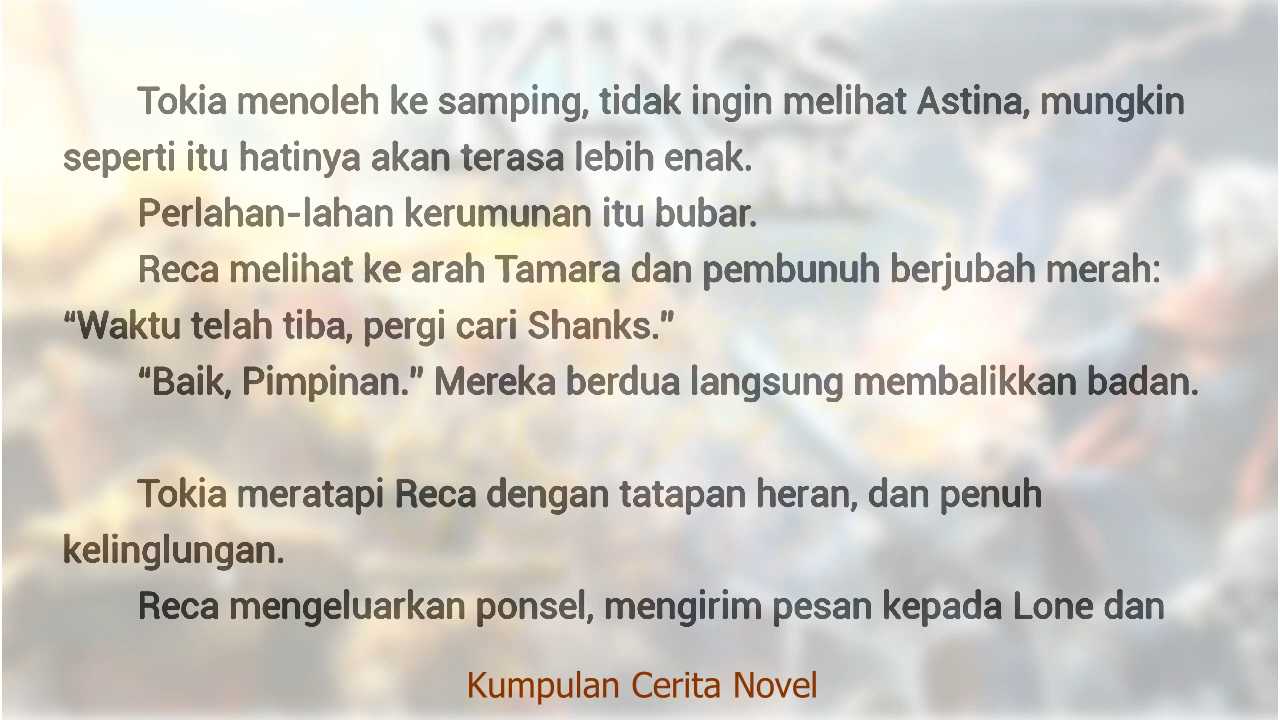 KINGS
WAR
Tokia menoleh ke samping, tidak ingin melihat Astina, mungkin
seperti itu hatinya akan terasa lebih enak.
Perlahan-lahan kerumunan itu bubar.
Reca melihat ke arah Tamara dan pembunuh berjubah merah:
“Waktu telah tiba, pergi cari Shanks.”
“Baik, Pimpinan.” Mereka berdua langsung membalikkan badan.
Tokia meratapi Reca dengan tatapan heran, dan penuh
kelinglungan.
Reca mengeluarkan ponsel, mengirim pesan kepada Lone dan
Kumpulan Cerita Novel